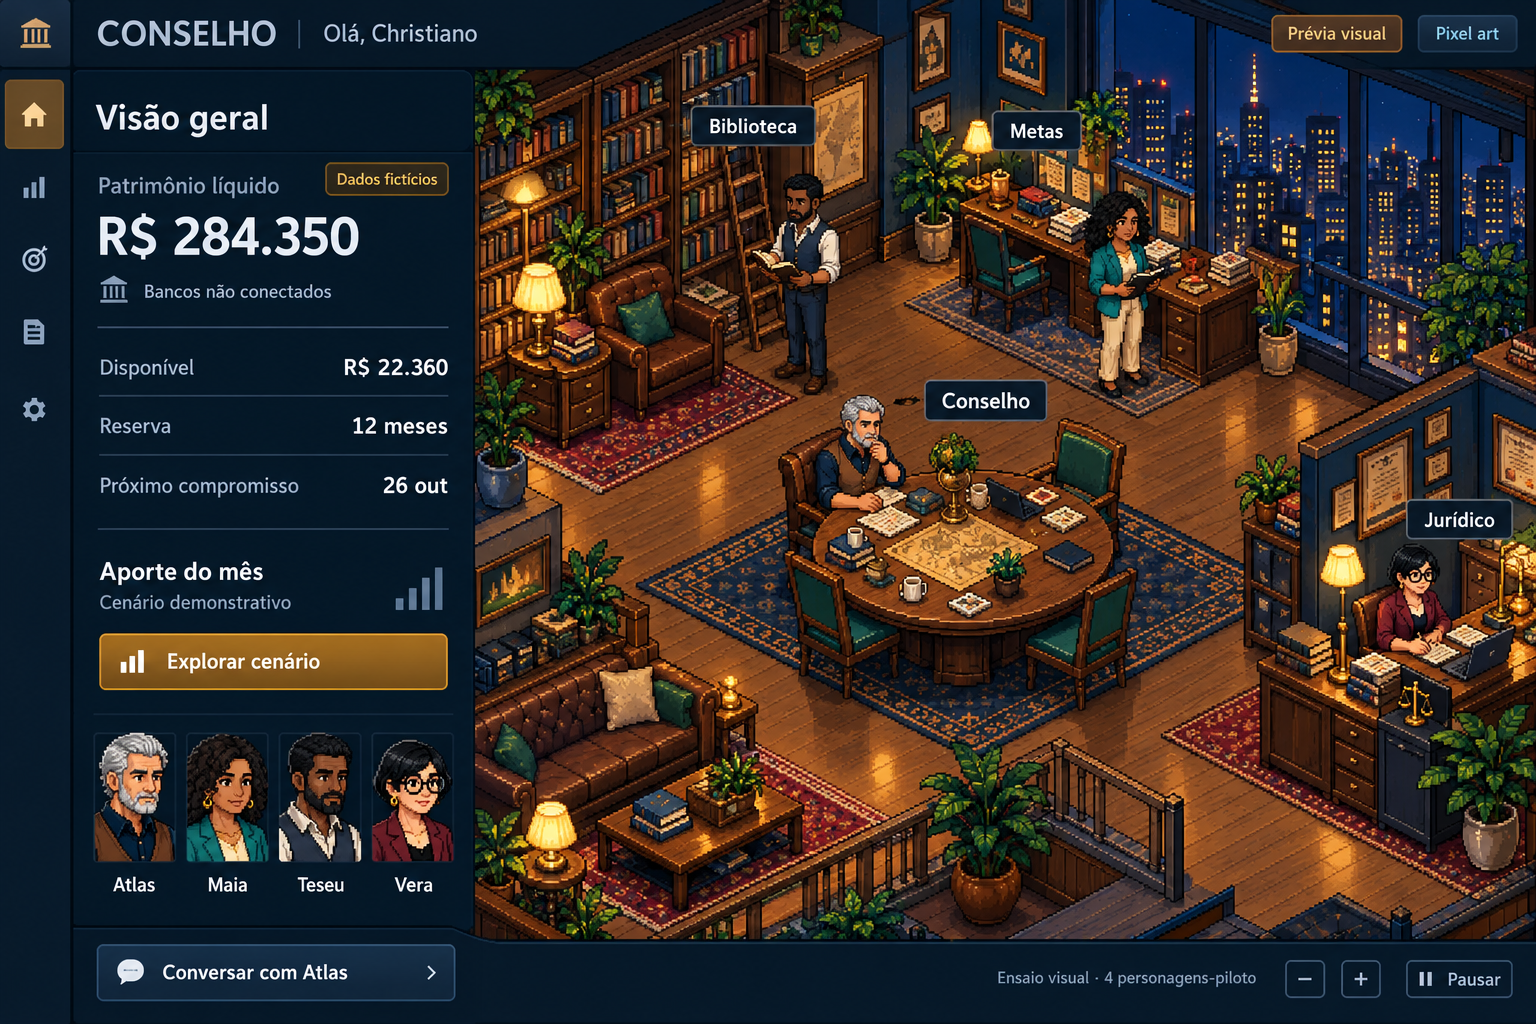 CONSELHO
Olá, Christiano
Prévia visual
Pixel art
Visão geral
Patrimônio líquido
Dados fictícios
R$ 284.350
Bancos não conectados
Disponível
R$ 22.360
Reserva
12 meses
Próximo compromisso
26 out
Aporte do mês
Cenário demonstrativo
Explorar cenário
Atlas
Maia
Teseu
Vera
Conversar com Atlas
Biblioteca
Metas
Conselho
Jurídico
Ensaio visual · 4 personagens-piloto
−
+
Pausar